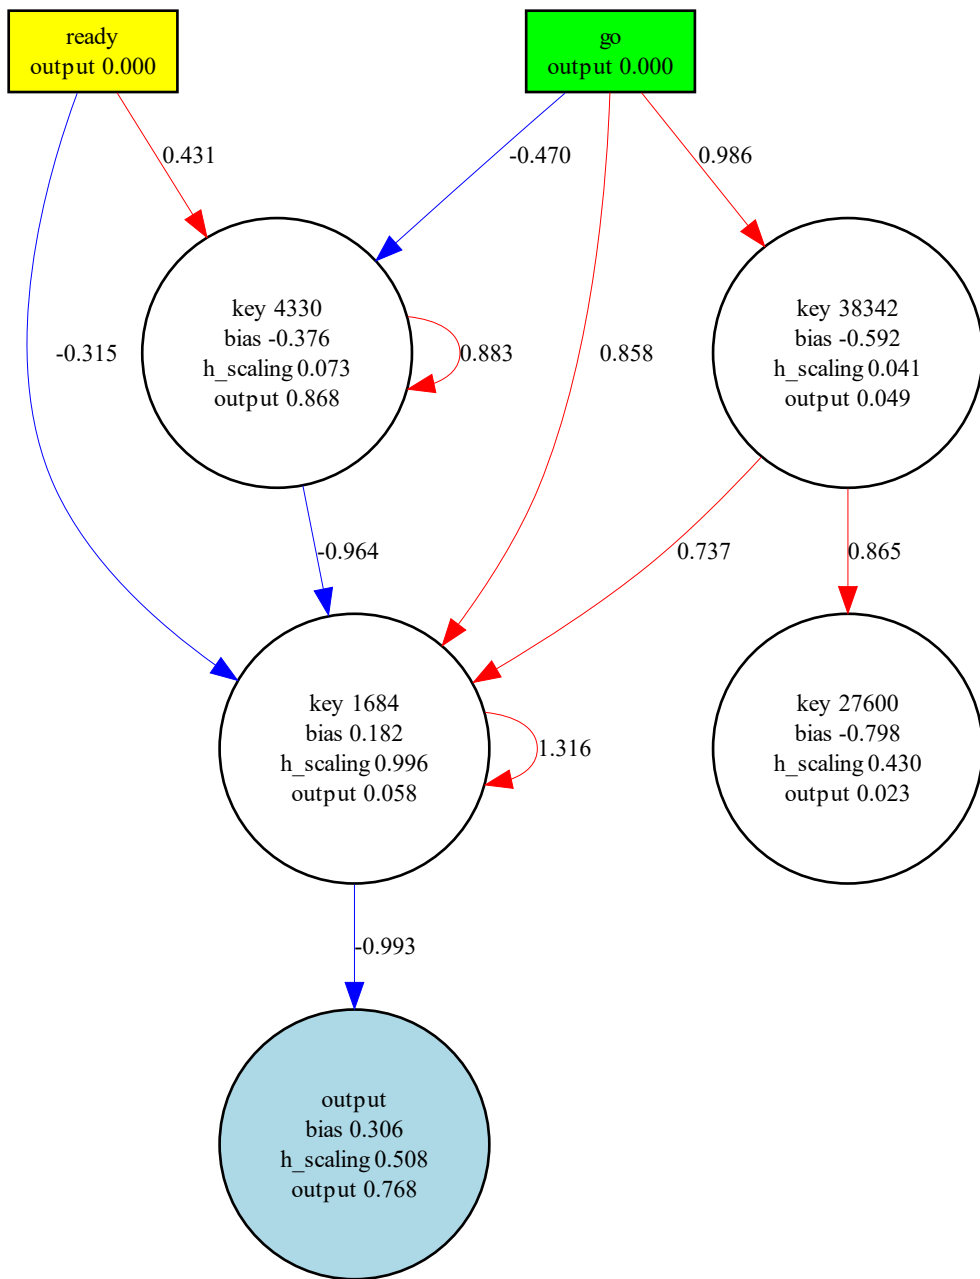 ready
output 0.000
go
output 0.000
0.431
-0.470
0.986
key 4330
bias -0.376
h_scaling 0.073
output 0.868
key 38342
bias -0.592
h_scaling 0.041
output 0.049
-0.315
0.883
0.858
-0.964
0.737
0.865
key 1684
bias 0.182
h_scaling 0.996
output 0.058
1.316
key 27600
bias -0.798
h_scaling 0.430
output 0.023
-0.993
output
bias 0.306
h_scaling 0.508
output 0.768